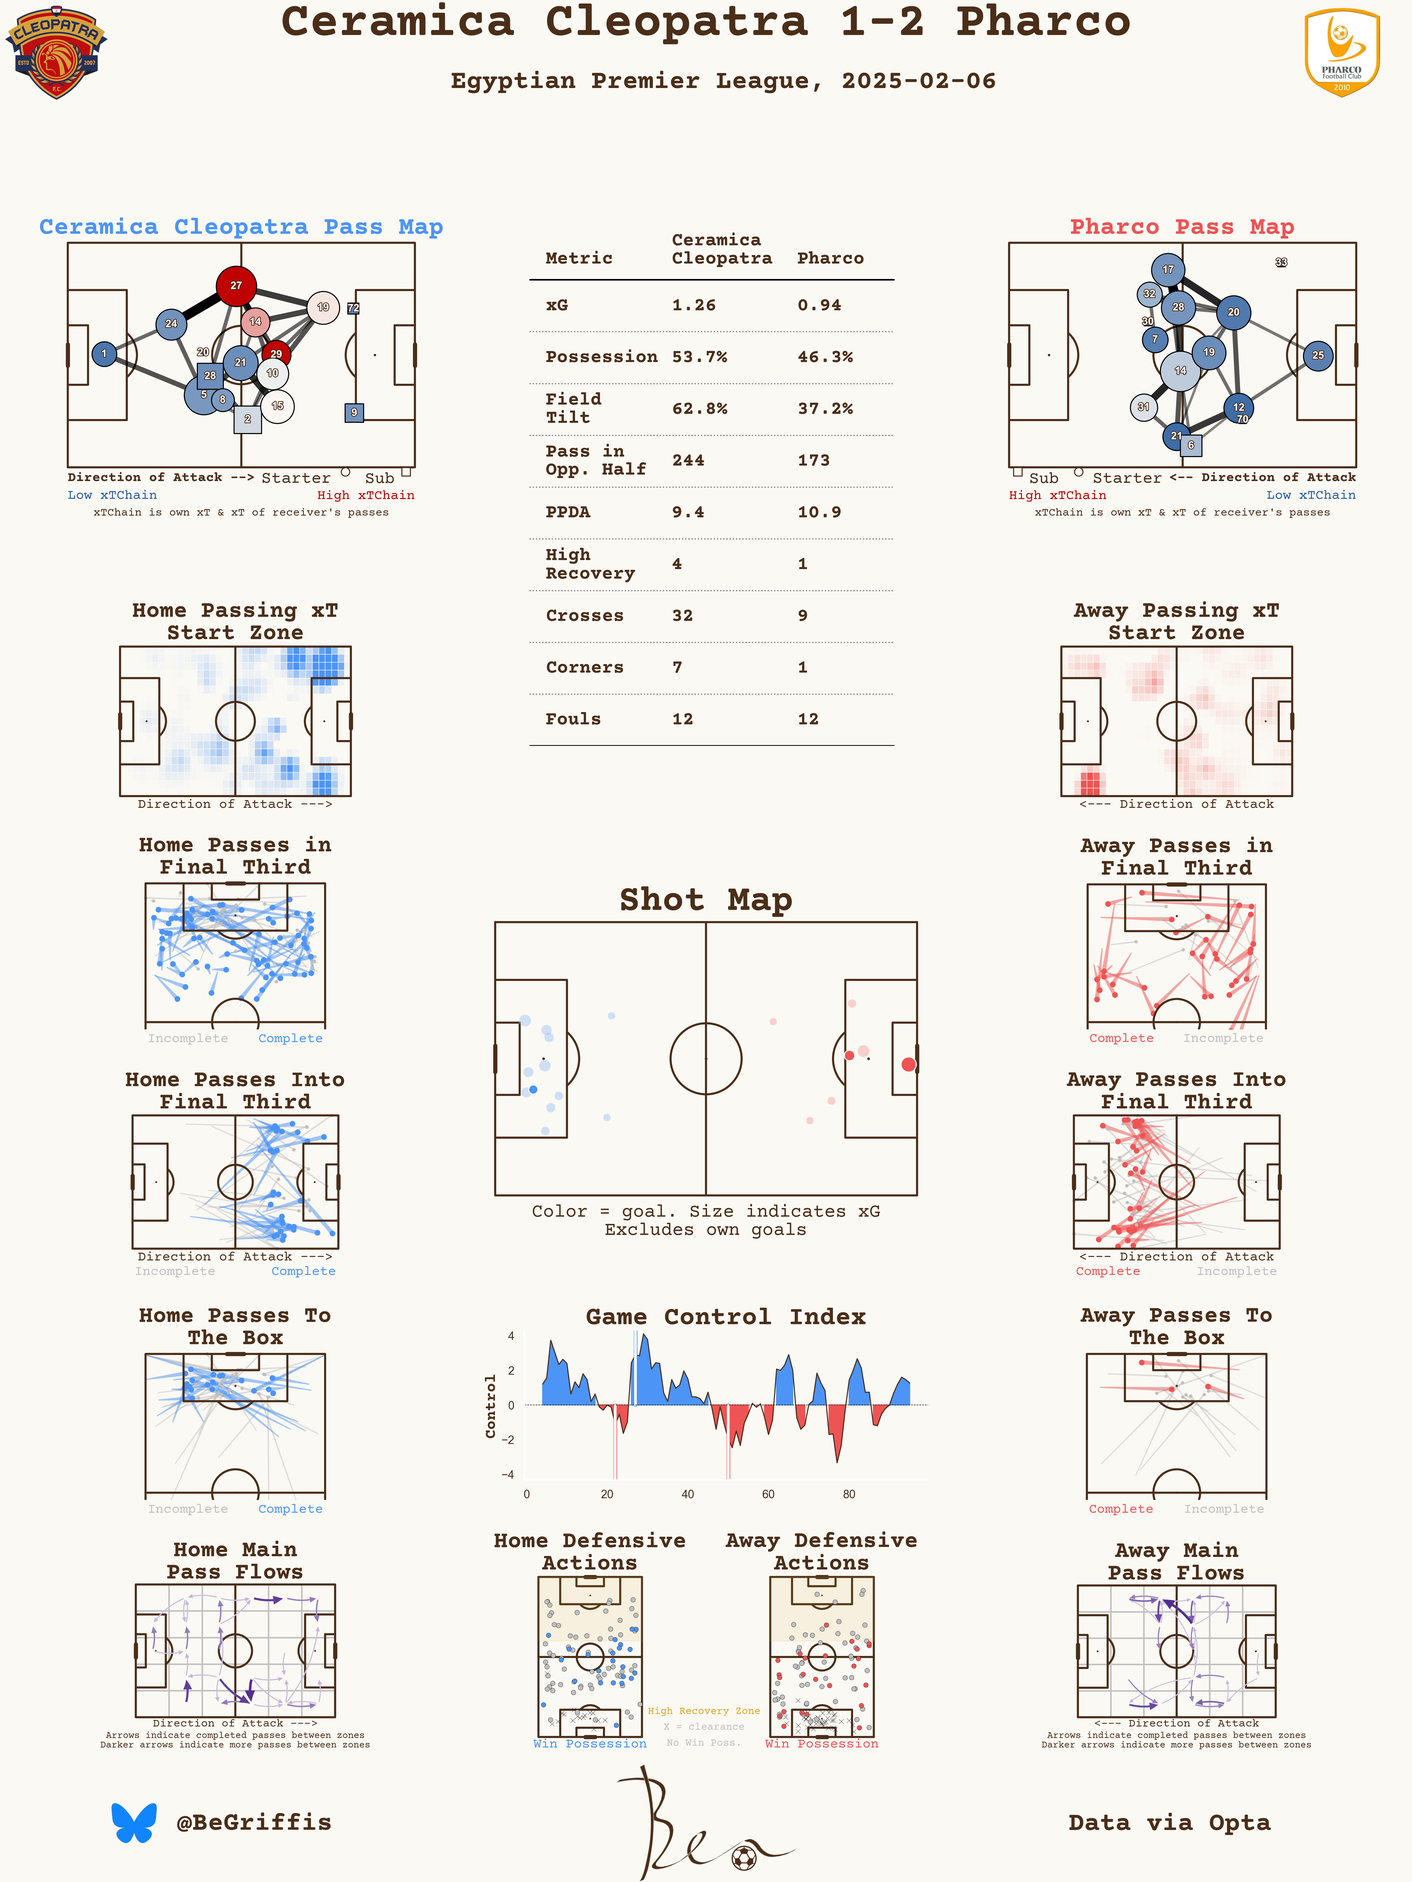 Ceramica Cleopatra 1-2 Pharco
Egyptian Premier League, 2025-02-06
CLEOPATRA
ESTD 2007
F.C.
PHARCO
Football Club
2010
Ceramica Cleopatra Pass Map
27
19
72
14
24
1
20
29
21
28
10
5
8
15
2
9
Direction of Attack --> Starter Sub
Low xTChain High xTChain
xTChain is own xT & xT of receiver's passes
Metric Ceramica Cleopatra Pharco
xG 1.26 0.94
Possession 53.7% 46.3%
Field Tilt 62.8% 37.2%
Pass in Opp. Half 244 173
PPDA 9.4 10.9
High Recovery 4 1
Crosses 32 9
Corners 7 1
Fouls 12 12
Pharco Pass Map
33
17
32
28
20
30
7
19
25
14
31
12
70
21
6
Sub Starter <-- Direction of Attack
High xTChain Low xTChain
xTChain is own xT & xT of receiver's passes
Home Passing xT
Start Zone
Direction of Attack --->
Away Passing xT
Start Zone
<--- Direction of Attack
Home Passes in
Final Third
Incomplete Complete
Away Passes in
Final Third
Complete Incomplete
Shot Map
Color = goal. Size indicates xG
Excludes own goals
Home Passes Into
Final Third
Direction of Attack --->
Incomplete Complete
Away Passes Into
Final Third
<--- Direction of Attack
Complete Incomplete
Home Passes To
The Box
Incomplete Complete
Game Control Index
Control
4
2
0
−2
−4
0 20 40 60 80
Away Passes To
The Box
Complete Incomplete
Home Main
Pass Flows
Direction of Attack --->
Arrows indicate completed passes between zones
Darker arrows indicate more passes between zones
Home Defensive
Actions
Win Possession
High Recovery Zone
X = clearance
No Win Poss.
Away Defensive
Actions
Win Possession
Away Main
Pass Flows
<--- Direction of Attack
Arrows indicate completed passes between zones
Darker arrows indicate more passes between zones
@BeGriffis
Ben
Data via Opta